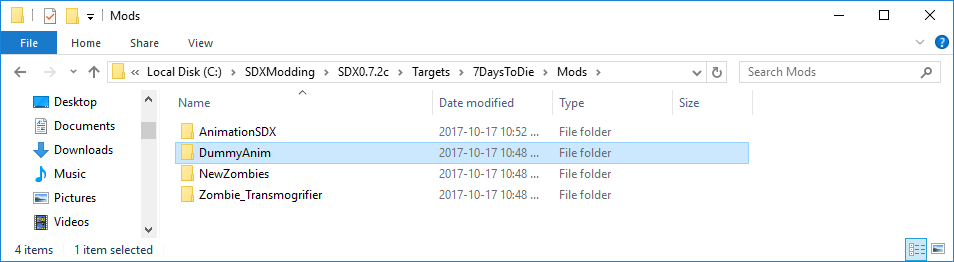 Mods
File Home Share View
Local Disk (C:) SDXModding SDX0.7.2c Targets 7DaysToDie Mods Search Mods
Name Date modified Type Size
Desktop
Documents
Downloads
Music
Pictures
Videos
AnimationSDX 2017-10-17 10:52 ... File folder
DummyAnim 2017-10-17 10:48 ... File folder
NewZombies 2017-10-17 10:48 ... File folder
Zombie_Transmogrifier 2017-10-17 10:48 ... File folder
4 items 1 item selected